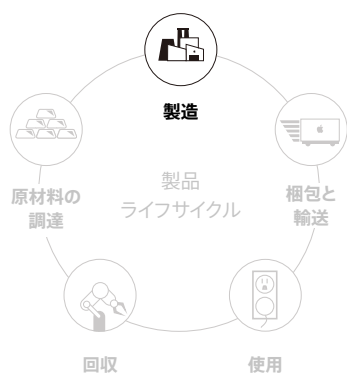 製造
梱包と
輸送
使用
回収
原材料の
調達
製品
ライフサイクル